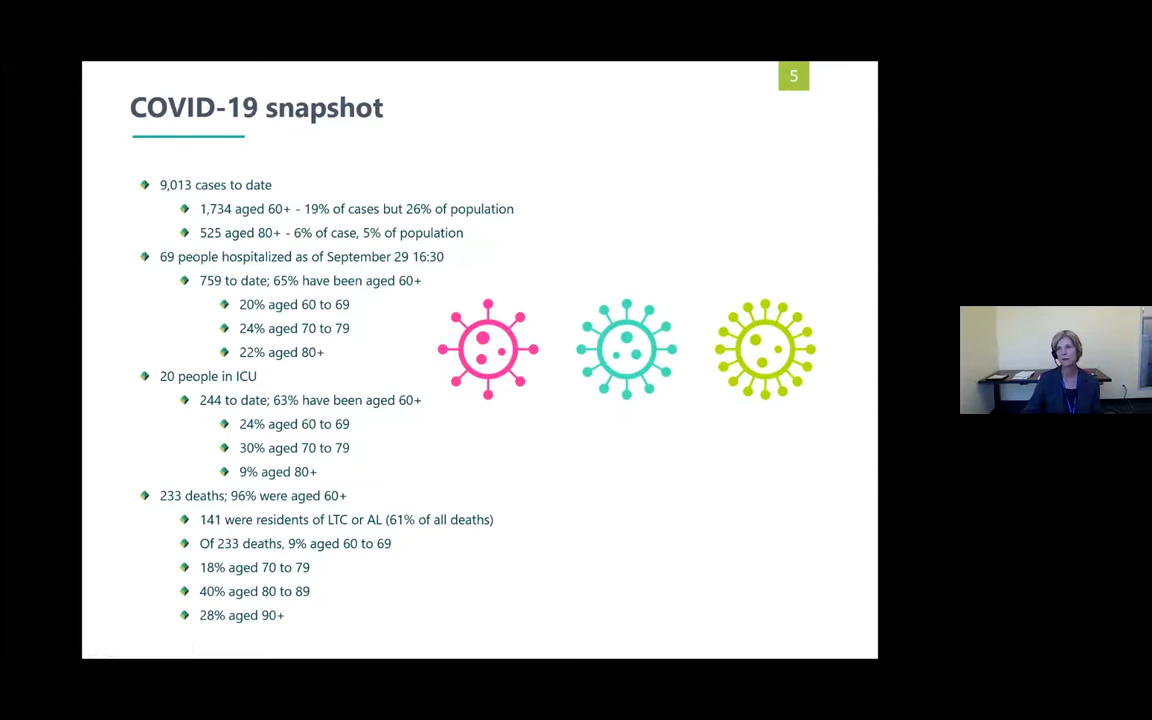 5
COVID-19 snapshot
9,013 cases to date
1,734 aged 60+ - 19% of cases but 26% of population
525 aged 80+ - 6% of case, 5% of population
69 people hospitalized as of September 29 16:30
759 to date; 65% have been aged 60+
20% aged 60 to 69
24% aged 70 to 79
22% aged 80+
20 people in ICU
244 to date; 63% have been aged 60+
24% aged 60 to 69
30% aged 70 to 79
9% aged 80+
233 deaths; 96% were aged 60+
141 were residents of LTC or AL (61% of all deaths)
Of 233 deaths, 9% aged 60 to 69
18% aged 70 to 79
40% aged 80 to 89
28% aged 90+